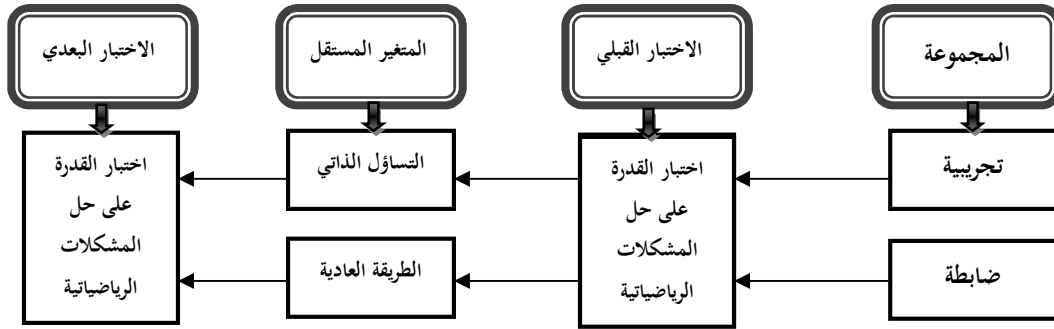 المجموعة
الاختبار القبلي
المتغير المستقل
الاختبار البعدي
تجريبية
ضابطة
اختبار القدرة
على حل
المشكلات
الرياضياتية
التساؤل الذاتي
الطريقة العادية
اختبار القدرة
على حل
المشكلات
الرياضياتية